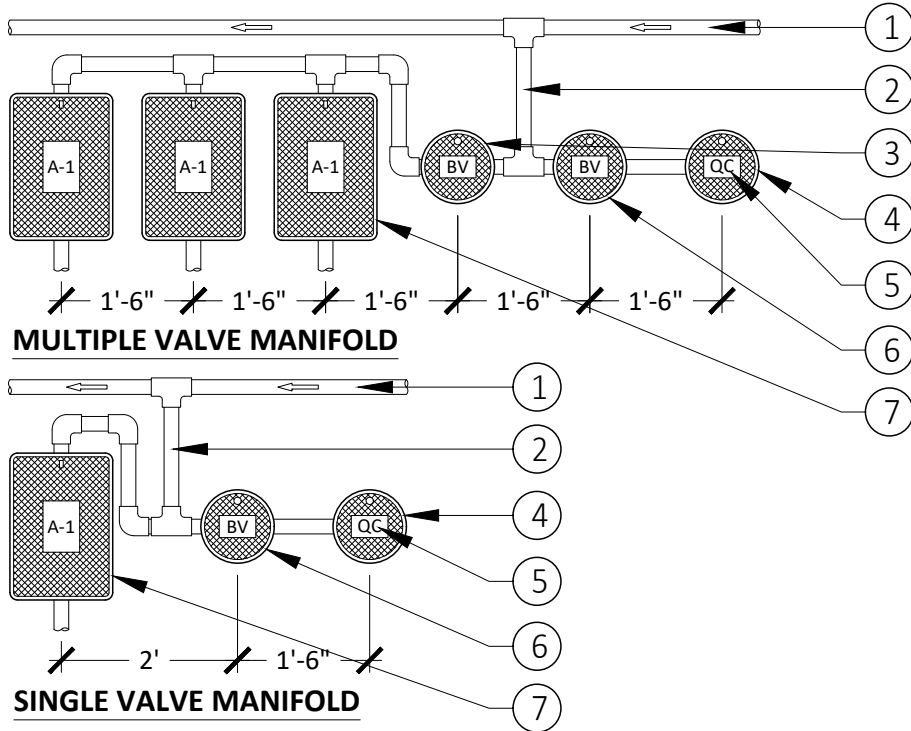 1
2
3
A-1 A-1 A-1 BV BV QC
4
5
1'-6" 1'-6" 1'-6" 1'-6" 1'-6"
MULTIPLE VALVE MANIFOLD
6
7
1
2
A-1 BV QC
4
5
6
2' 1'-6"
SINGLE VALVE MANIFOLD
7